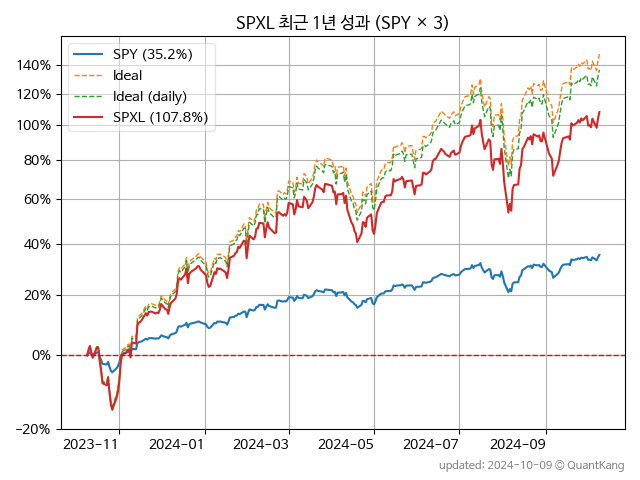 SPXL 최근 1년 성과 (SPY × 3)
SPY (35.2%)
Ideal
Ideal (daily)
SPXL (107.8%)
140%
120%
100%
80%
60%
40%
20%
0%
−20%
2023-11
2024-01
2024-03
2024-05
2024-07
2024-09
updated: 2024-10-09 @ QuantKang